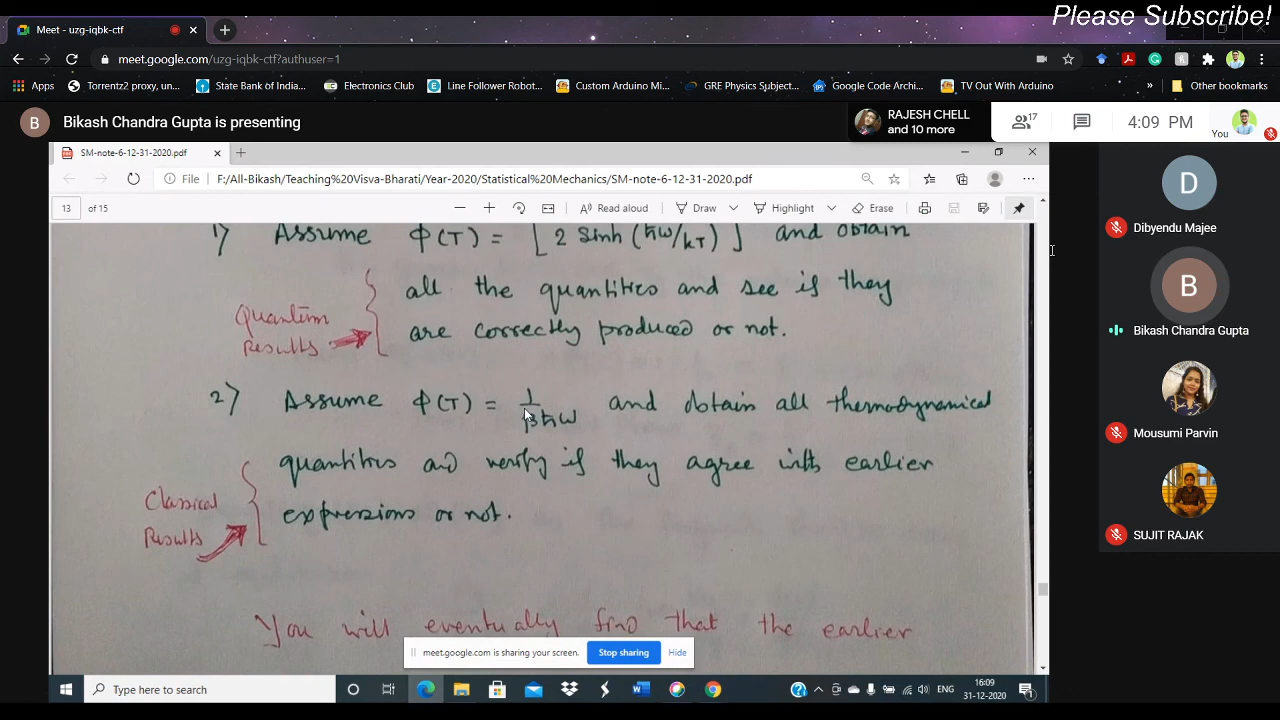 Please Subscribe!
Meet - uzg-iqbk-ctf
meet.google.com/uzg-iqbk-ctf?authuser=1
Apps Torrentz2 proxy, un... State Bank of India... Electronics Club Line Follower Robot... Custom Arduino Mi... GRE Physics Subject... Google Code Archi... TV Out With Arduino » Other bookmarks
B Bikash Chandra Gupta is presenting
RAJESH CHELL
and 10 more
17
4:09 PM
You
SM-note-6-12-31-2020.pdf
File F:/All-Bikash/Teaching%20Visva-Bharati/Year-2020/Statistical%20Mechanics/SM-note-6-12-31-2020.pdf
13 of 15 Read aloud Draw Highlight Erase
1) Assume φ(T) = [2 Sinh (ħω/kT)] and obtain
all the quantities and see if they
are correctly produced or not.
Quantum
Results
2) Assume φ(T) = 1/βħω and obtain all thermodynamical
quantities and verify if they agree with earlier
expressions or not.
Classical
Results
You will eventually find that the earlier
meet.google.com is sharing your screen. Stop sharing Hide
D
Dibyendu Majee
B
Bikash Chandra Gupta
Mousumi Parvin
SUJIT RAJAK
Type here to search
ENG
16:09
31-12-2020